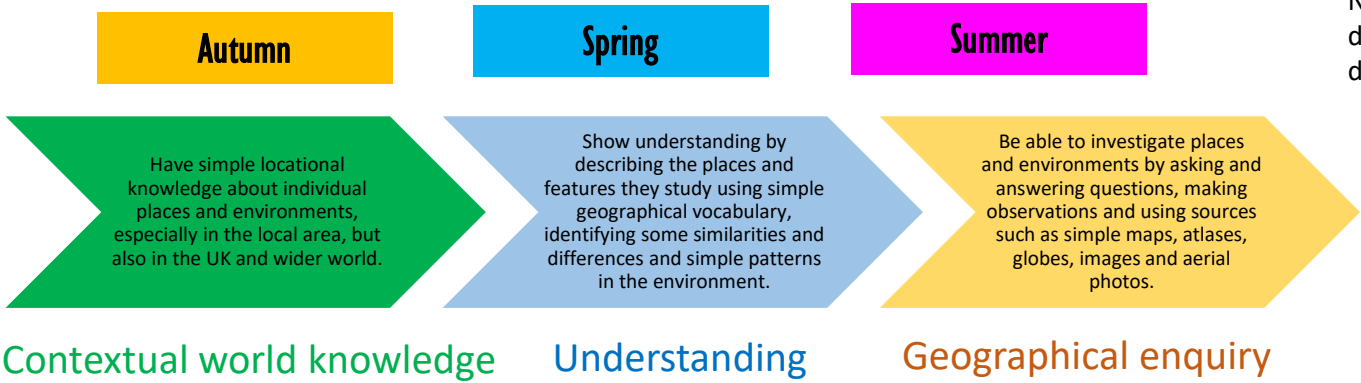 Autumn
Spring
Summer
Have simple locational
knowledge about individual
places and environments,
especially in the local area, but
also in the UK and wider world.
Show understanding by
describing the places and
features they study using simple
geographical vocabulary,
identifying some similarities and
differences and simple patterns
in the environment.
Be able to investigate places
and environments by asking and
answering questions, making
observations and using sources
such as simple maps, atlases,
globes, images and aerial
photos.
Contextual world knowledge
Understanding
Geographical enquiry